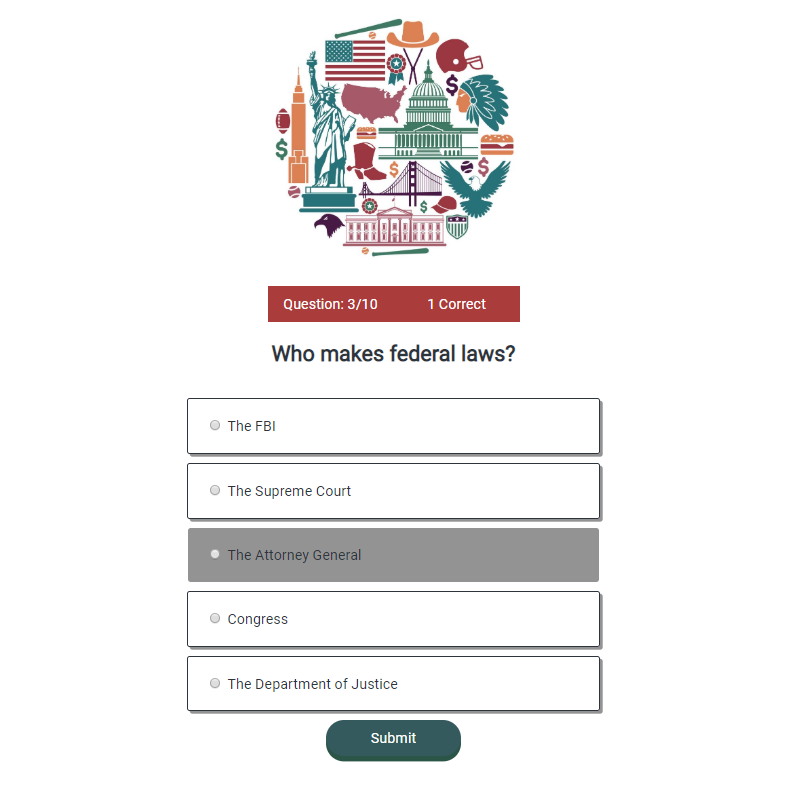 Question: 3/10 1 Correct
Who makes federal laws?
The FBI
The Supreme Court
The Attorney General
Congress
The Department of Justice
Submit